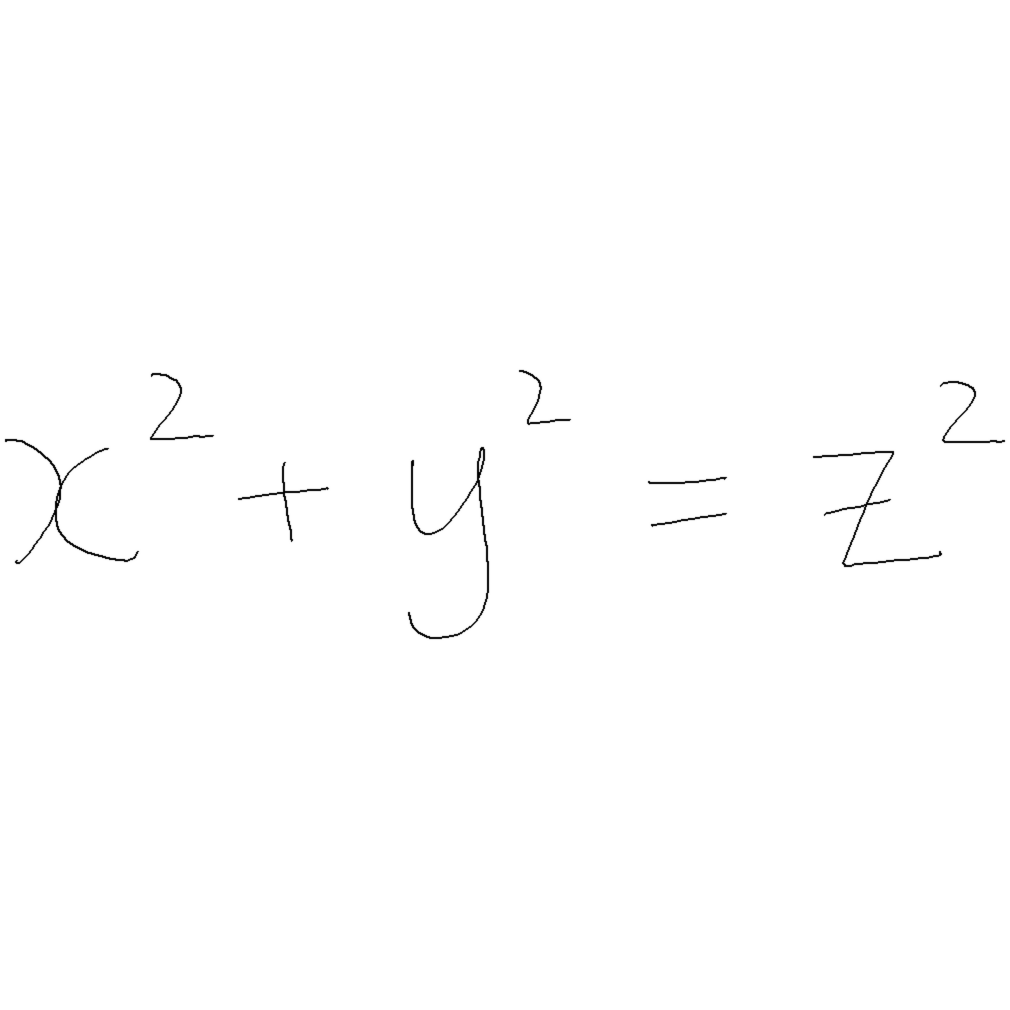 x² + y² = z²